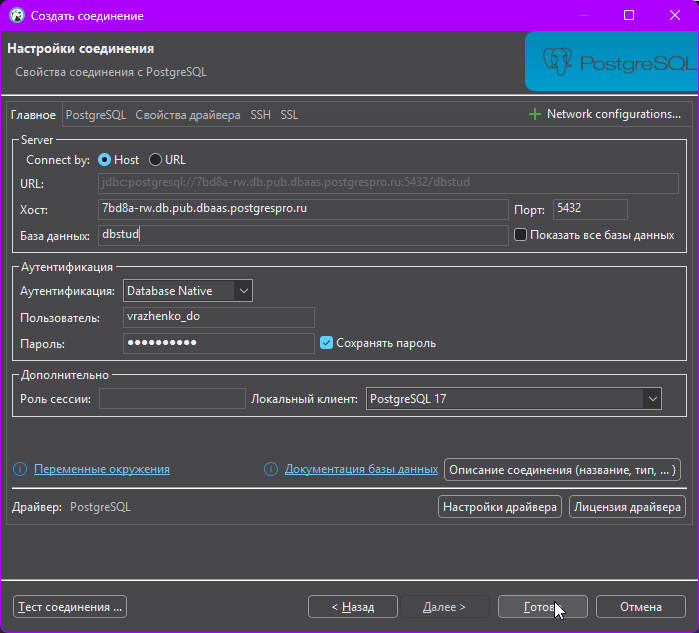 Создать соединение
Настройки соединения
Свойства соединения с PostgreSQL
PostgreSQL
Главное PostgreSQL Свойства драйвера SSH SSL Network configurations...
Server
Connect by: Host URL
URL: jdbc:postgresql://7bd8a-rw.db.pub.dbaas.postgrespro.ru:5432/dbstud
Хост: 7bd8a-rw.db.pub.dbaas.postgrespro.ru Порт: 5432
База данных: dbstud Показать все базы данных
Аутентификация
Аутентификация: Database Native
Пользователь: vrazhenko_do
Пароль: •••••••••• Сохранять пароль
Дополнительно
Роль сессии: Локальный клиент: PostgreSQL 17
Переменные окружения Документация базы данных Описание соединения (название, тип, ... )
Драйвер: PostgreSQL Настройки драйвера Лицензия драйвера
Тест соединения ... < Назад Далее > Отмена